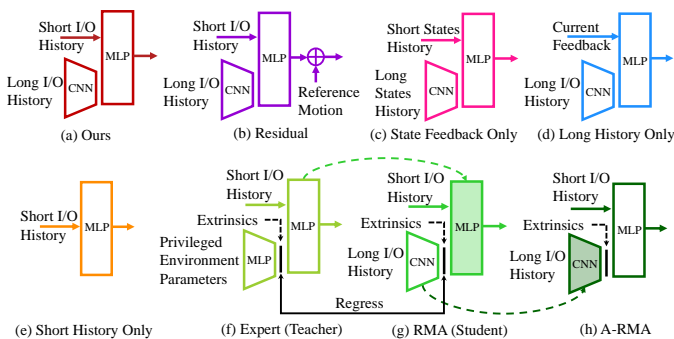 Short I/O
History
MLP
Long I/O
History
CNN
(a) Ours
Short I/O
History
MLP
Long I/O
History
CNN
Reference
Motion
(b) Residual
Short States
History
MLP
Long
States
History
CNN
(c) State Feedback Only
Current
Feedback
MLP
Long I/O
History
CNN
(d) Long History Only
Short I/O
History
MLP
(e) Short History Only
Short I/O
History
MLP
Extrinsics
Privileged
Environment
Parameters
MLP
(f) Expert (Teacher)
Regress
Short I/O
History
MLP
Extrinsics
Long I/O
History
CNN
(g) RMA (Student)
Short I/O
History
MLP
Extrinsics
Long I/O
History
CNN
(h) A-RMA